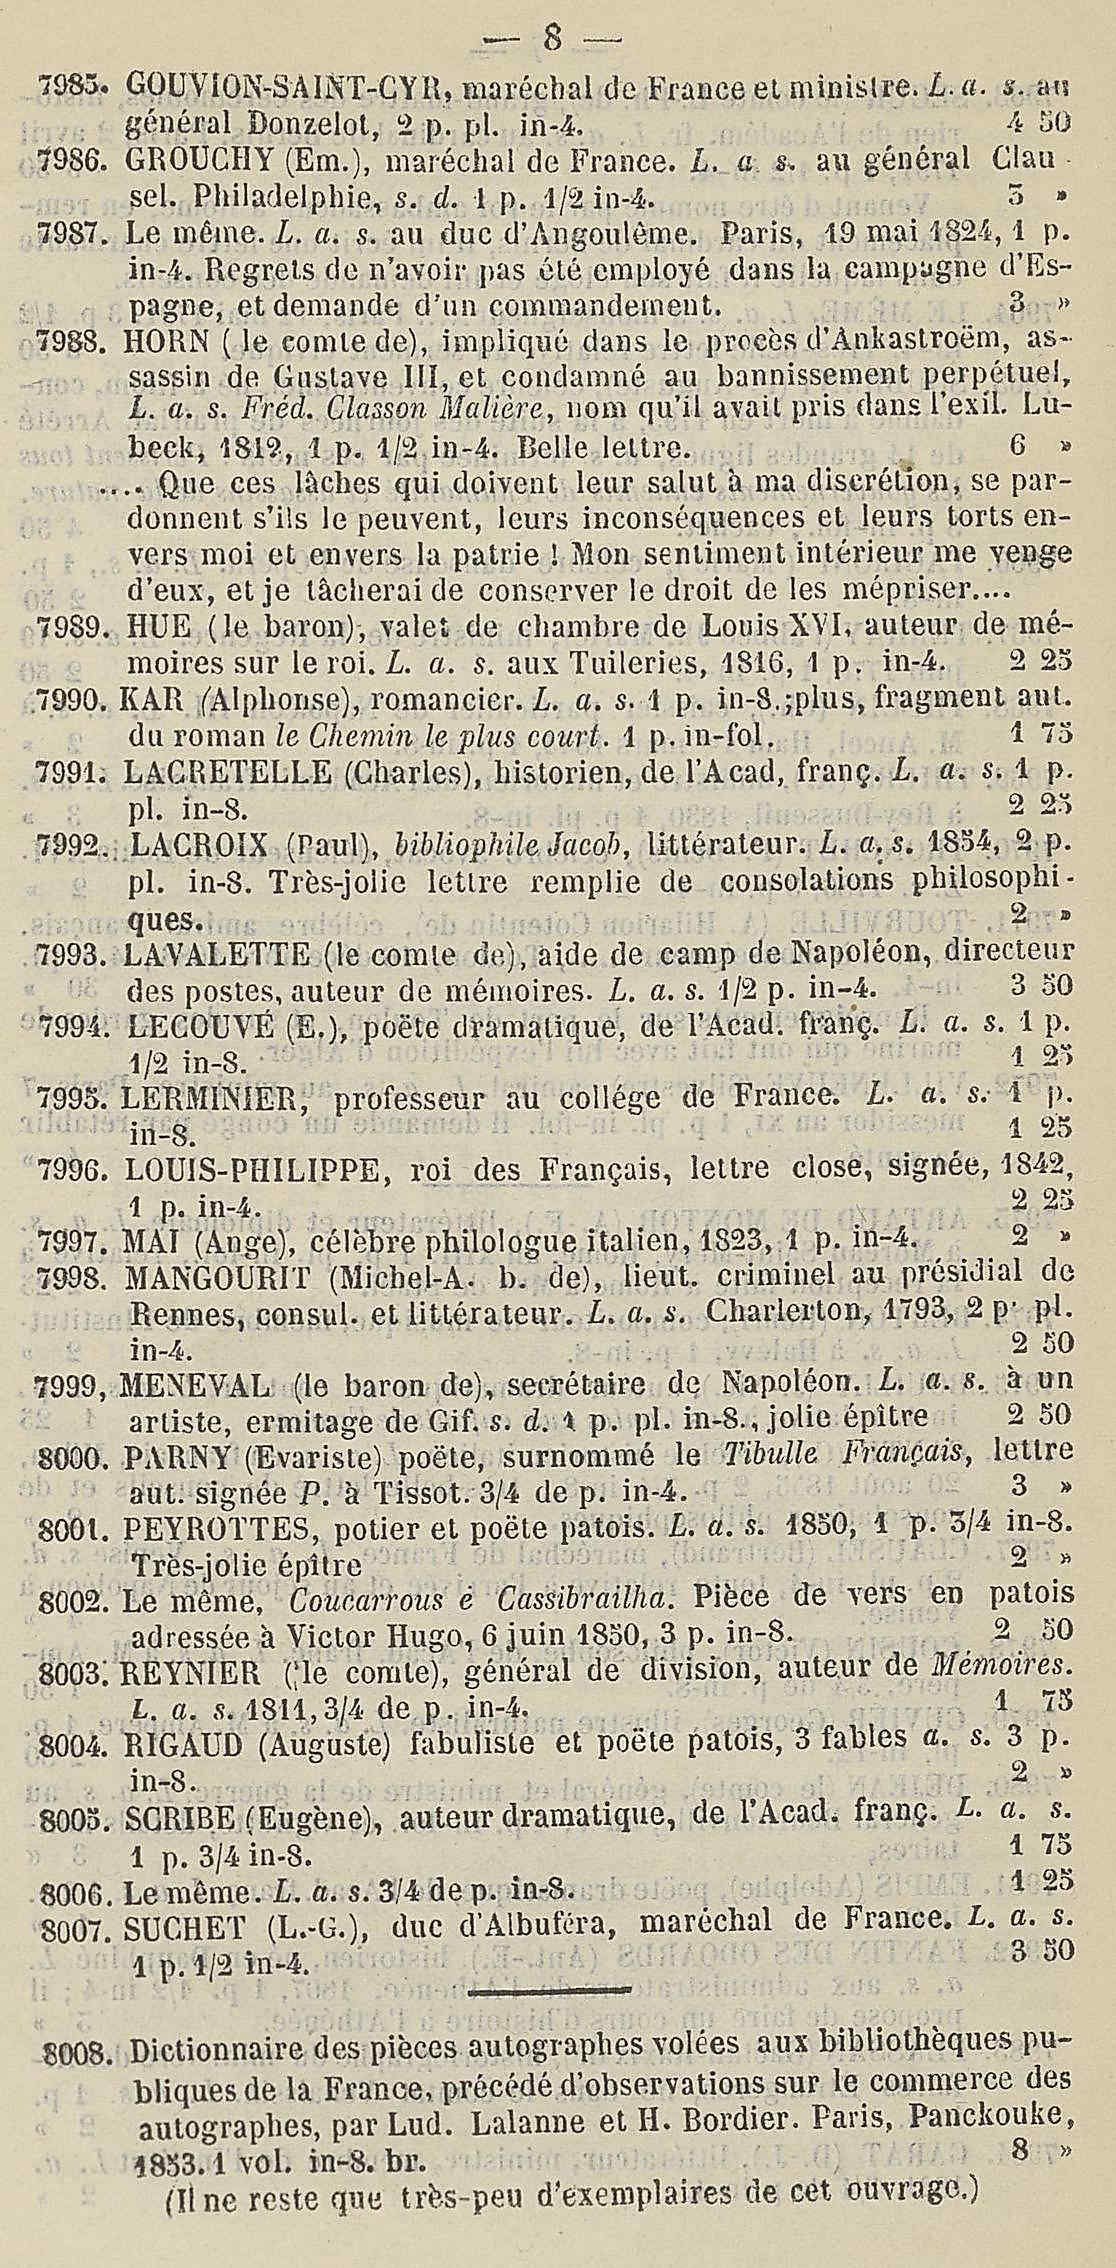 — 8 —
7985. GOUVION-SAINT-CYR, maréchal de France et ministre. L. a. s. au
général Donzelot, 2 p. pl. in-4. 4 50
7986. GROUCHY (Em.), maréchal de France. L. a s. au général Clau-
sel. Philadelphie, s. d. 1 p. 1/2 in-4. 3 »
7987. Le même. L. a. s. au duc d'Angoulême. Paris, 19 mai 1824, 1 p.
in-4. Regrets de n'avoir pas été employé dans la campagne d'Es-
pagne, et demande d'un commandement. 3 »
7988. HORN ( le comte de), impliqué dans le procès d'Ankastroëm, as-
sassin de Gustave III, et condamné au bannissement perpétuel,
L. a. s. Fréd. Classon Malière, nom qu'il avait pris dans l'exil. Lu-
beck, 1812, 1 p. 1/2 in-4. Belle lettre. 6 »
.... Que ces lâches qui doivent leur salut à ma discrétion, se par-
donnent s'ils le peuvent, leurs inconséquences et leurs torts en-
vers moi et envers la patrie ! Mon sentiment intérieur me venge
d'eux, et je tâcherai de conserver le droit de les mépriser....
7989. HUE (le baron), valet de chambre de Louis XVI, auteur de mé-
moires sur le roi. L. a. s. aux Tuileries, 1816, 1 p. in-4. 2 25
7990. KAR (Alphonse), romancier. L. a. s. 1 p. in-8.;plus, fragment aut.
du roman le Chemin le plus court. 1 p. in-fol. 1 75
7991. LACRETELLE (Charles), historien, de l'Acad, franç. L. a. s. 1 p.
pl. in-8. 2 25
7992. LACROIX (Paul), bibliophile Jacob, littérateur. L. a. s. 1854, 2 p.
pl. in-8. Très-jolie lettre remplie de consolations philosophi-
ques. 2 »
7993. LAVALETTE (le comte de), aide de camp de Napoléon, directeur
des postes, auteur de mémoires. L. a. s. 1/2 p. in-4. 3 50
7994. LEGOUVÉ (E.), poëte dramatique, de l'Acad. franç. L. a. s. 1 p.
1/2 in-8. 1 25
7995. LERMINIER, professeur au collége de France. L. a. s. 1 p.
in-8. 1 25
7996. LOUIS-PHILIPPE, roi des Français, lettre close, signée, 1842,
1 p. in-4. 2 25
7997. MAI (Ange), célèbre philologue italien, 1823, 1 p. in-4. 2 »
7998. MANGOURIT (Michel-A. b. de), lieut. criminel au présidial de
Rennes, consul. et littérateur. L. a. s. Charlerton, 1793, 2 p. pl.
in-4. 2 50
7999, MENEVAL (le baron de), secrétaire de Napoléon. L. a. s. à un
artiste, ermitage de Gif. s. d. 1 p. pl. in-8., jolie épître 2 50
8000. PARNY (Evariste) poëte, surnommé le Tibulle Français, lettre
aut. signée P. à Tissot. 3/4 de p. in-4. 3 »
8001. PEYROTTES, potier et poëte patois. L. a. s. 1850, 1 p. 3/4 in-8.
Très-jolie épître 2 »
8002. Le même, Coucarrous è Cassibrailha. Pièce de vers en patois
adressée à Victor Hugo, 6 juin 1850, 3 p. in-8. 2 50
8003. REYNIER (le comte), général de division, auteur de Mémoires.
L. a. s. 1811, 3/4 de p. in-4. 1 75
8004. RIGAUD (Auguste) fabuliste et poëte patois, 3 fables a. s. 3 p.
in-8. 2 »
8005. SCRIBE (Eugène), auteur dramatique, de l'Acad. franç. L. a. s.
1 p. 3/4 in-8. 1 75
8006. Le même. L. a. s. 3/4 de p. in-8. 1 25
8007. SUCHET (L.-G.), duc d'Albuféra, maréchal de France. L. a. s.
1 p. 1/2 in-4. 3 50
8008. Dictionnaire des pièces autographes volées aux bibliothèques pu-
bliques de la France, précédé d'observations sur le commerce des
autographes, par Lud. Lalanne et H. Bordier. Paris, Panckouke,
1853. 1 vol. in-8. br. 8 »
(Il ne reste que très-peu d'exemplaires de cet ouvrage.)